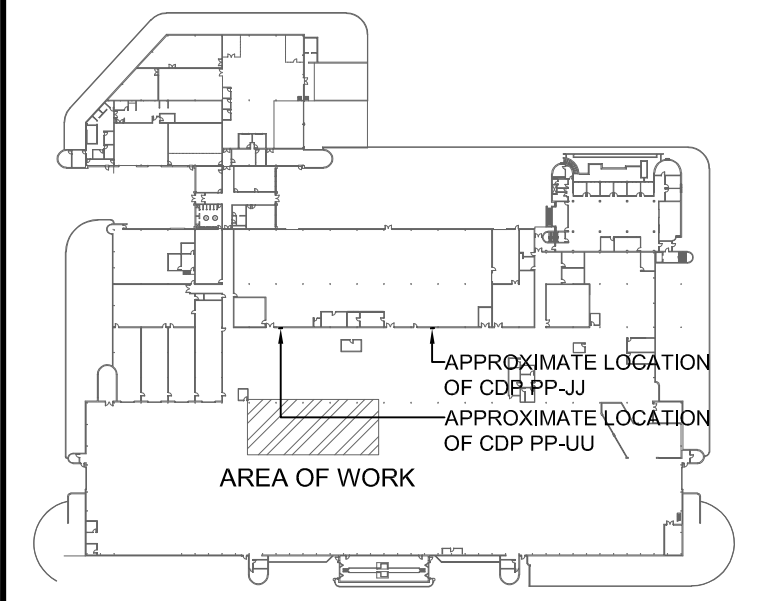 APPROXIMATE LOCATION
OF CDP PP-JJ
APPROXIMATE LOCATION
OF CDP PP-UU
AREA OF WORK